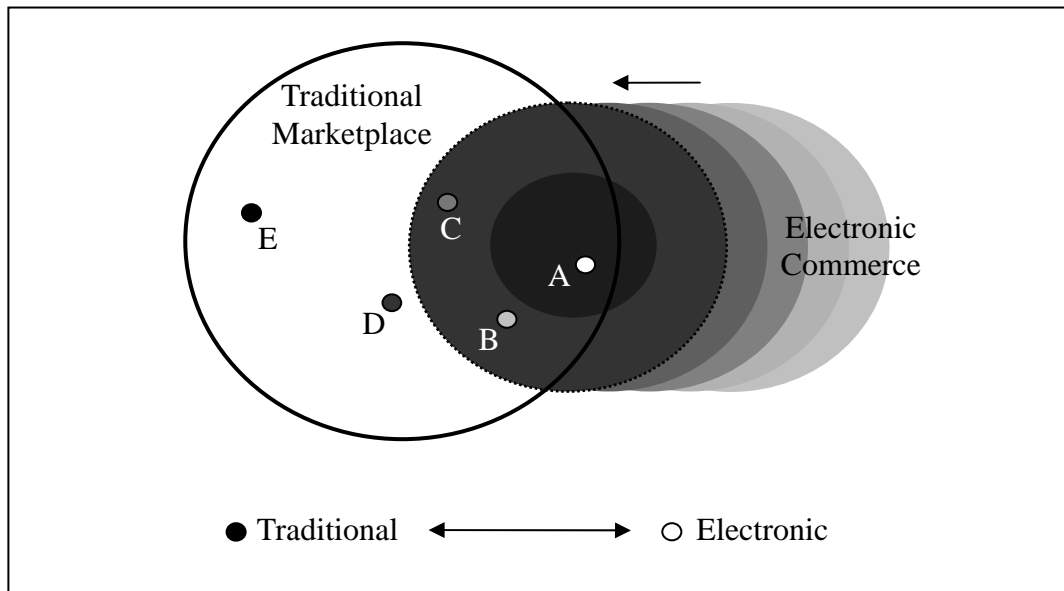 Traditional
Marketplace
C
E
Electronic
Commerce
A
D
B
Traditional
Electronic